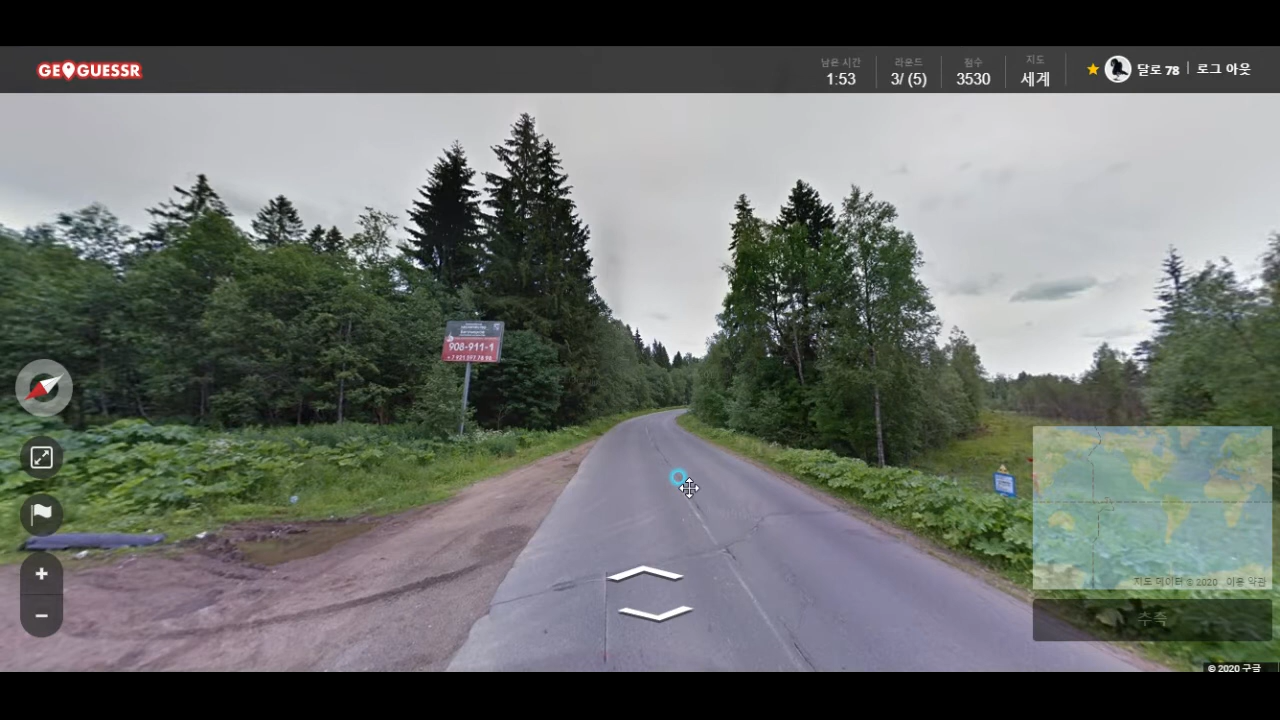 GEOGUESSR
남은 시간
1:53
라운드
3/ (5)
점수
3530
지도
세계
달로 78
로그 아웃
908-911-1
지도 데이터 © 2020
이용 약관
추측
© 2020 구글